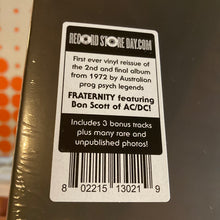 RECORD STORE DAY.COM
First ever vinyl reissue
of the 2nd and final album
from 1972 by Australian
prog psych legends
FRATERNITY featuring
Bon Scott of AC/DC!
Includes 3 bonus tracks
plus many rare and
unpublished photos!
8 02215 13021 9